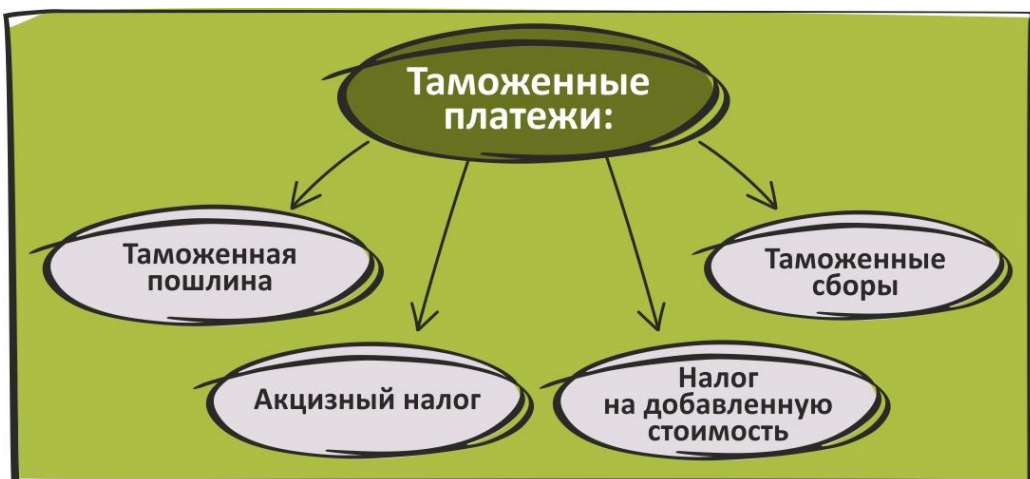 Таможенные
платежи:
Таможенная
пошлина
Таможенные
сборы
Акцизный налог
Налог
на добавленную
стоимость